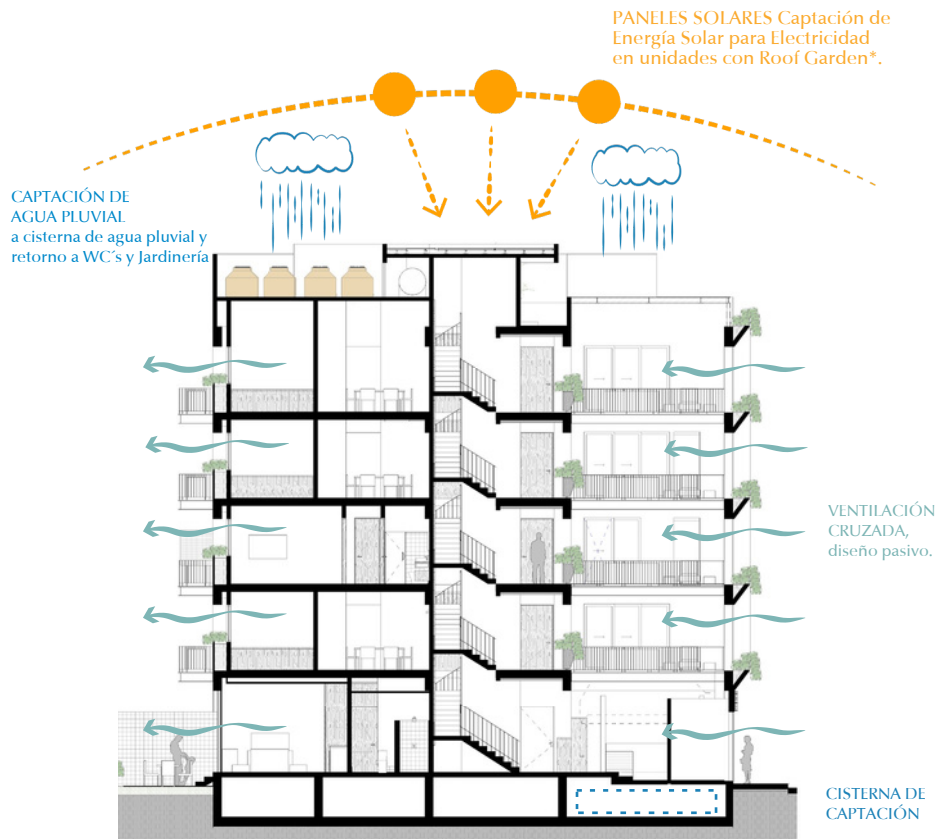 PANELES SOLARES Captación de
Energía Solar para Electricidad
en unidades con Roof Garden*.
CAPTACIÓN DE
AGUA PLUVIAL
a cisterna de agua pluvial y
retorno a WC´s y Jardinería
VENTILACIÓN
CRUZADA,
diseño pasivo.
CISTERNA DE
CAPTACIÓN